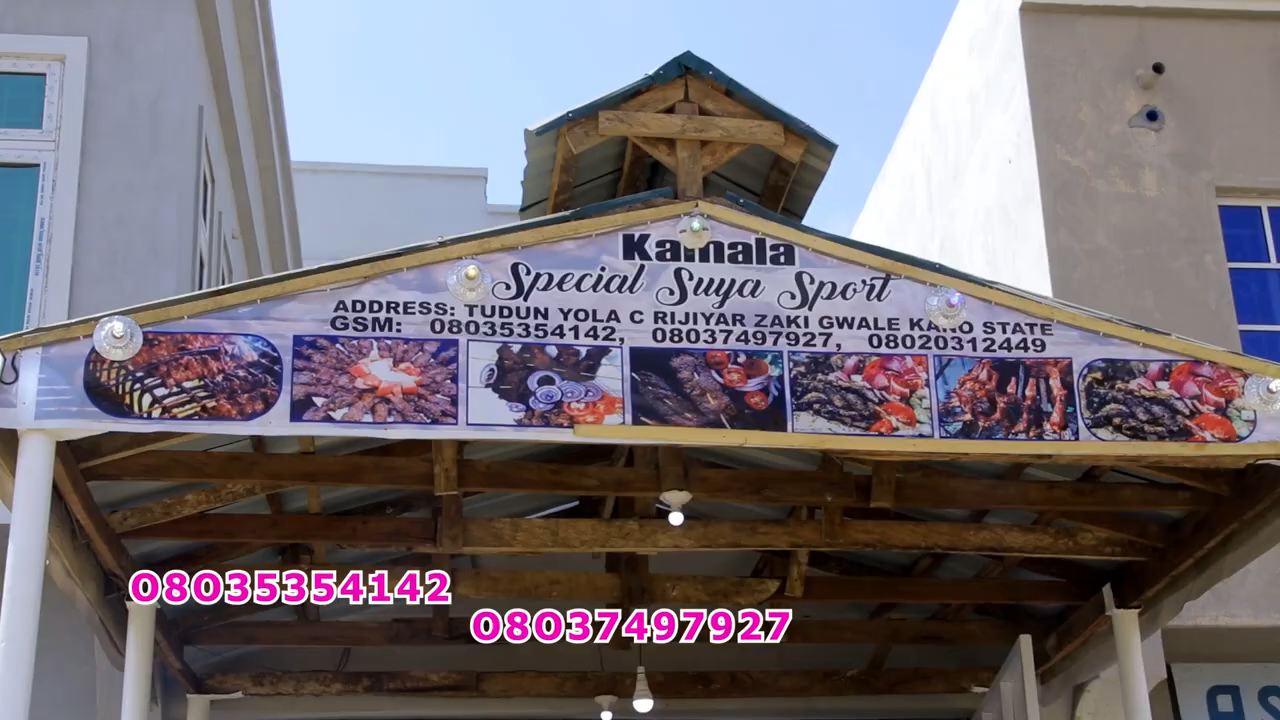 Kamala
Special Suya Sport
ADDRESS: TUDUN YOLA C RIJIYAR ZAKI GWALE KANO STATE
GSM: 08035354142, 08037497927, 08020312449
08035354142
08037497927